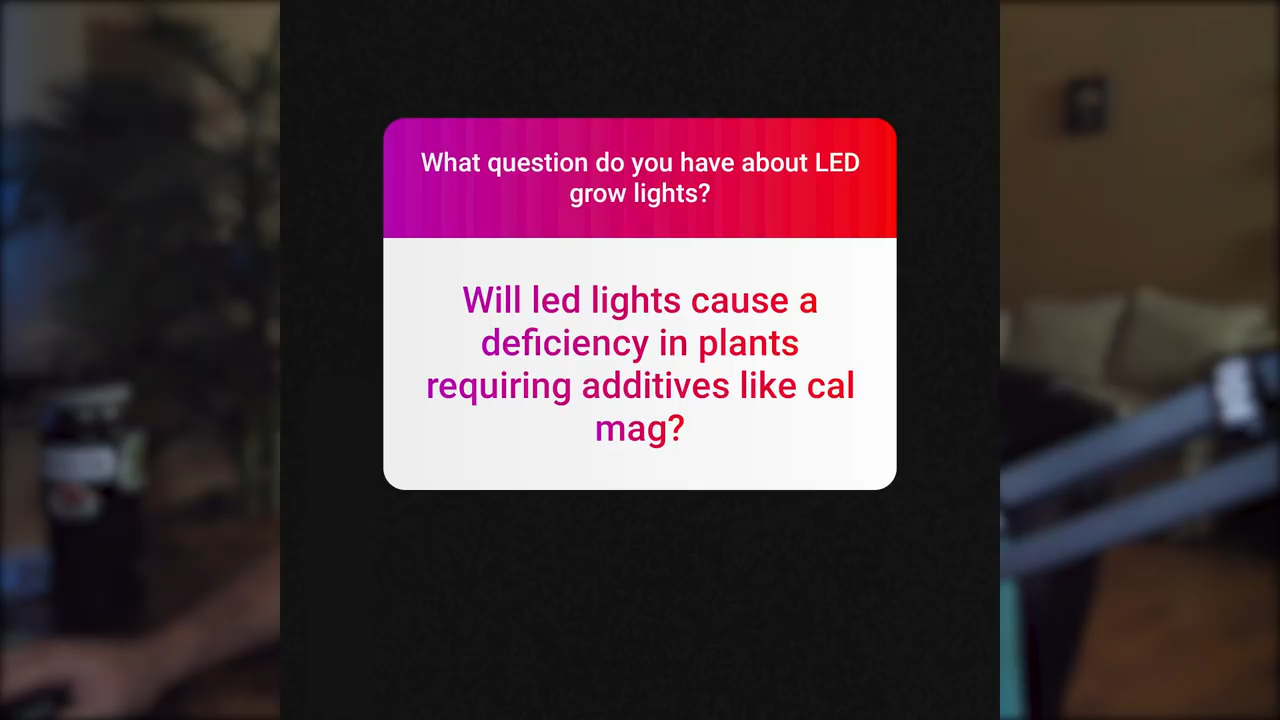 What question do you have about LED
grow lights?
Will led lights cause a
deficiency in plants
requiring additives like cal
mag?